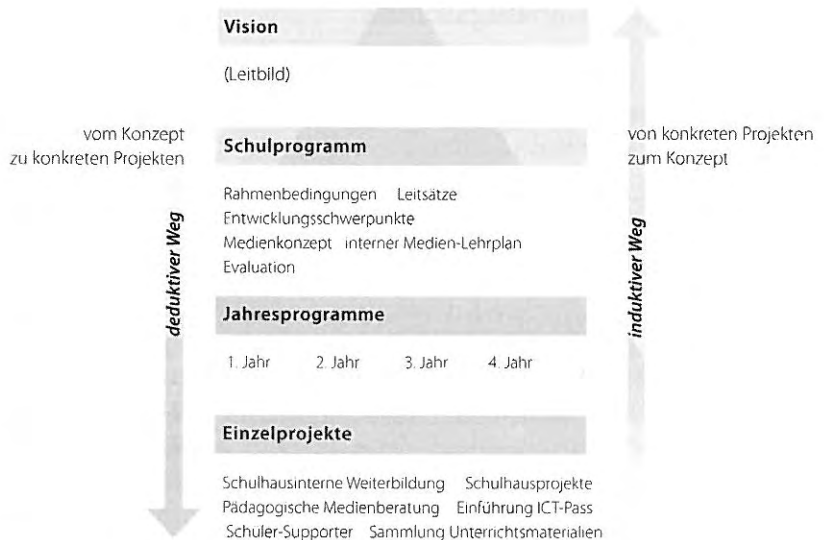 Vision
(Leitbild)
vom Konzept
zu konkreten Projekten
von konkreten Projekten
zum Konzept
Schulprogramm
Rahmenbedingungen Leitsätze
Entwicklungsschwerpunkte
Medienkonzept interner Medien-Lehrplan
Evaluation
deduktiver Weg
induktiver Weg
Jahresprogramme
1. Jahr 2. Jahr 3. Jahr 4. Jahr
Einzelprojekte
Schulhausinterne Weiterbildung Schulhausprojekte
Pädagogische Medienberatung Einführung ICT-Pass
Schüler-Supporter Sammlung Unterrichtsmaterialien